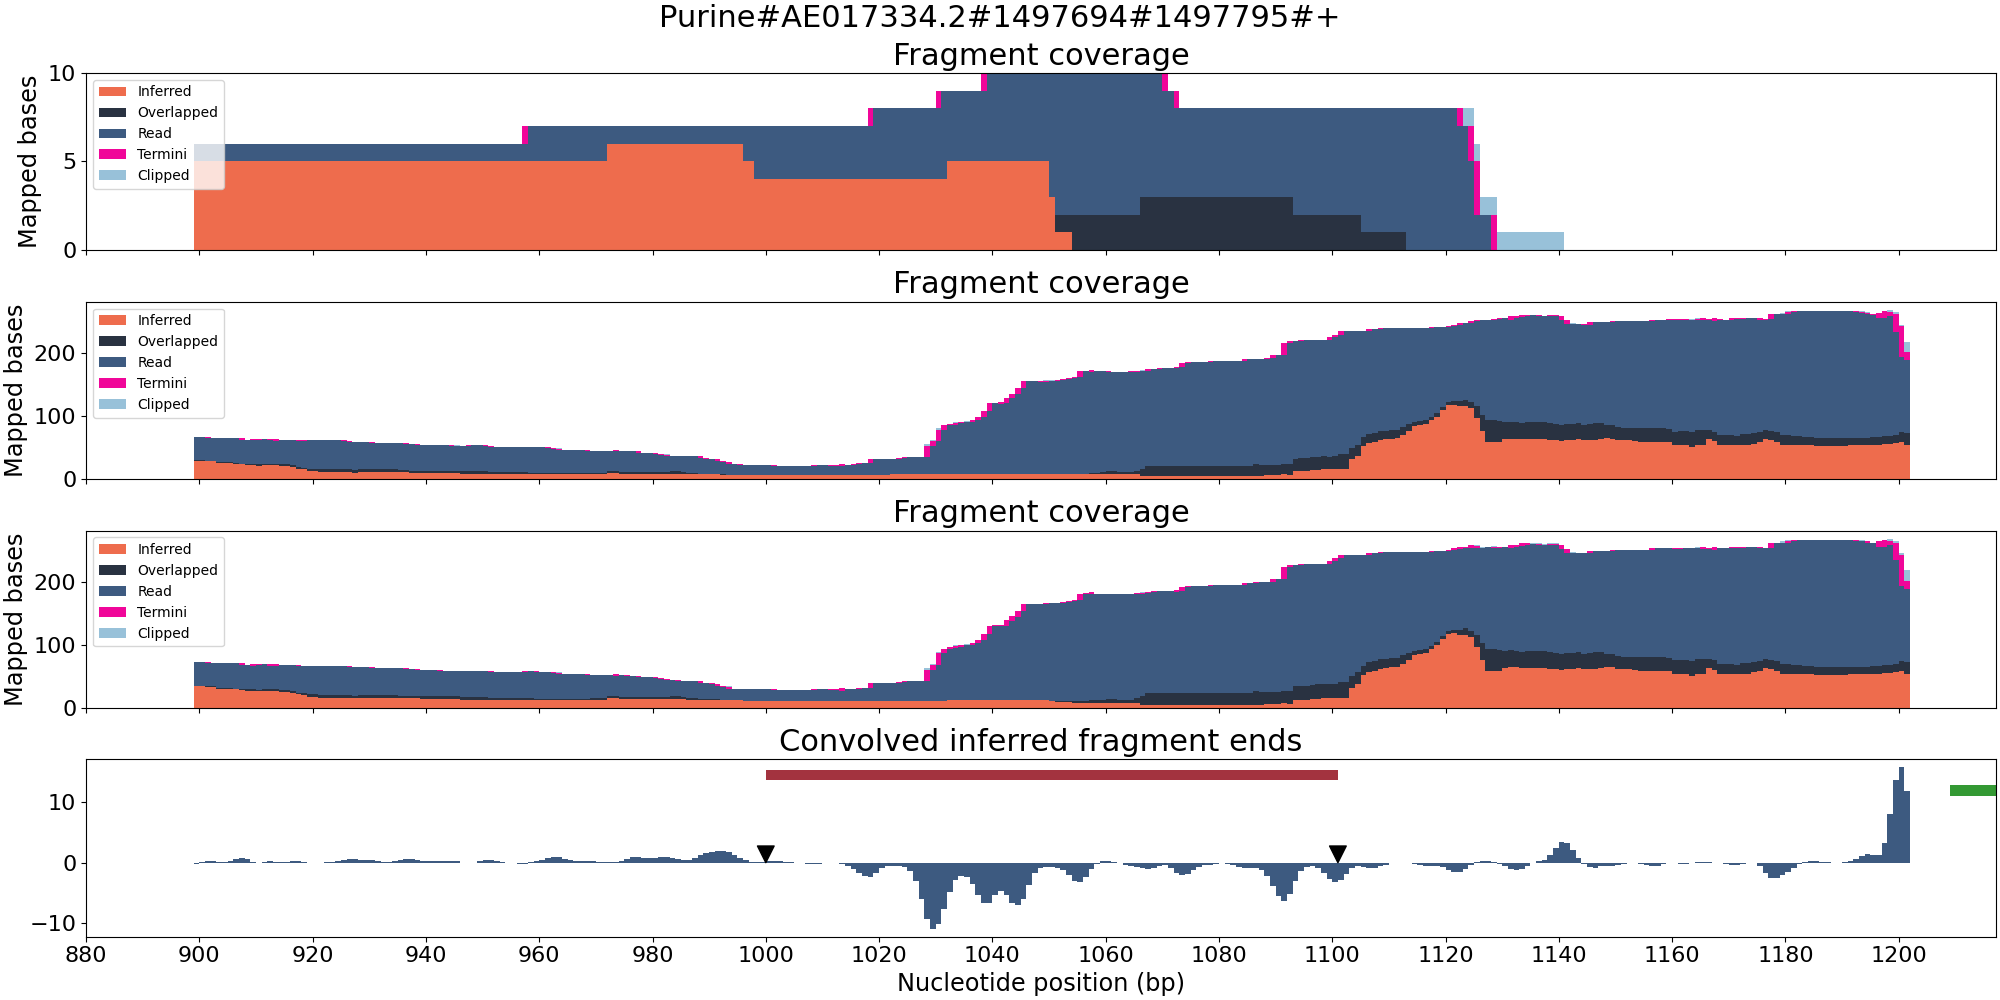 Purine#AE017334.2#1497694#1497795#+
Fragment coverage
Mapped bases
10
5
0
Inferred
Overlapped
Read
Termini
Clipped
Fragment coverage
Mapped bases
200
100
0
Inferred
Overlapped
Read
Termini
Clipped
Fragment coverage
Mapped bases
200
100
0
Inferred
Overlapped
Read
Termini
Clipped
Convolved inferred fragment ends
10
0
−10
880 900 920 940 960 980 1000 1020 1040 1060 1080 1100 1120 1140 1160 1180 1200
Nucleotide position (bp)